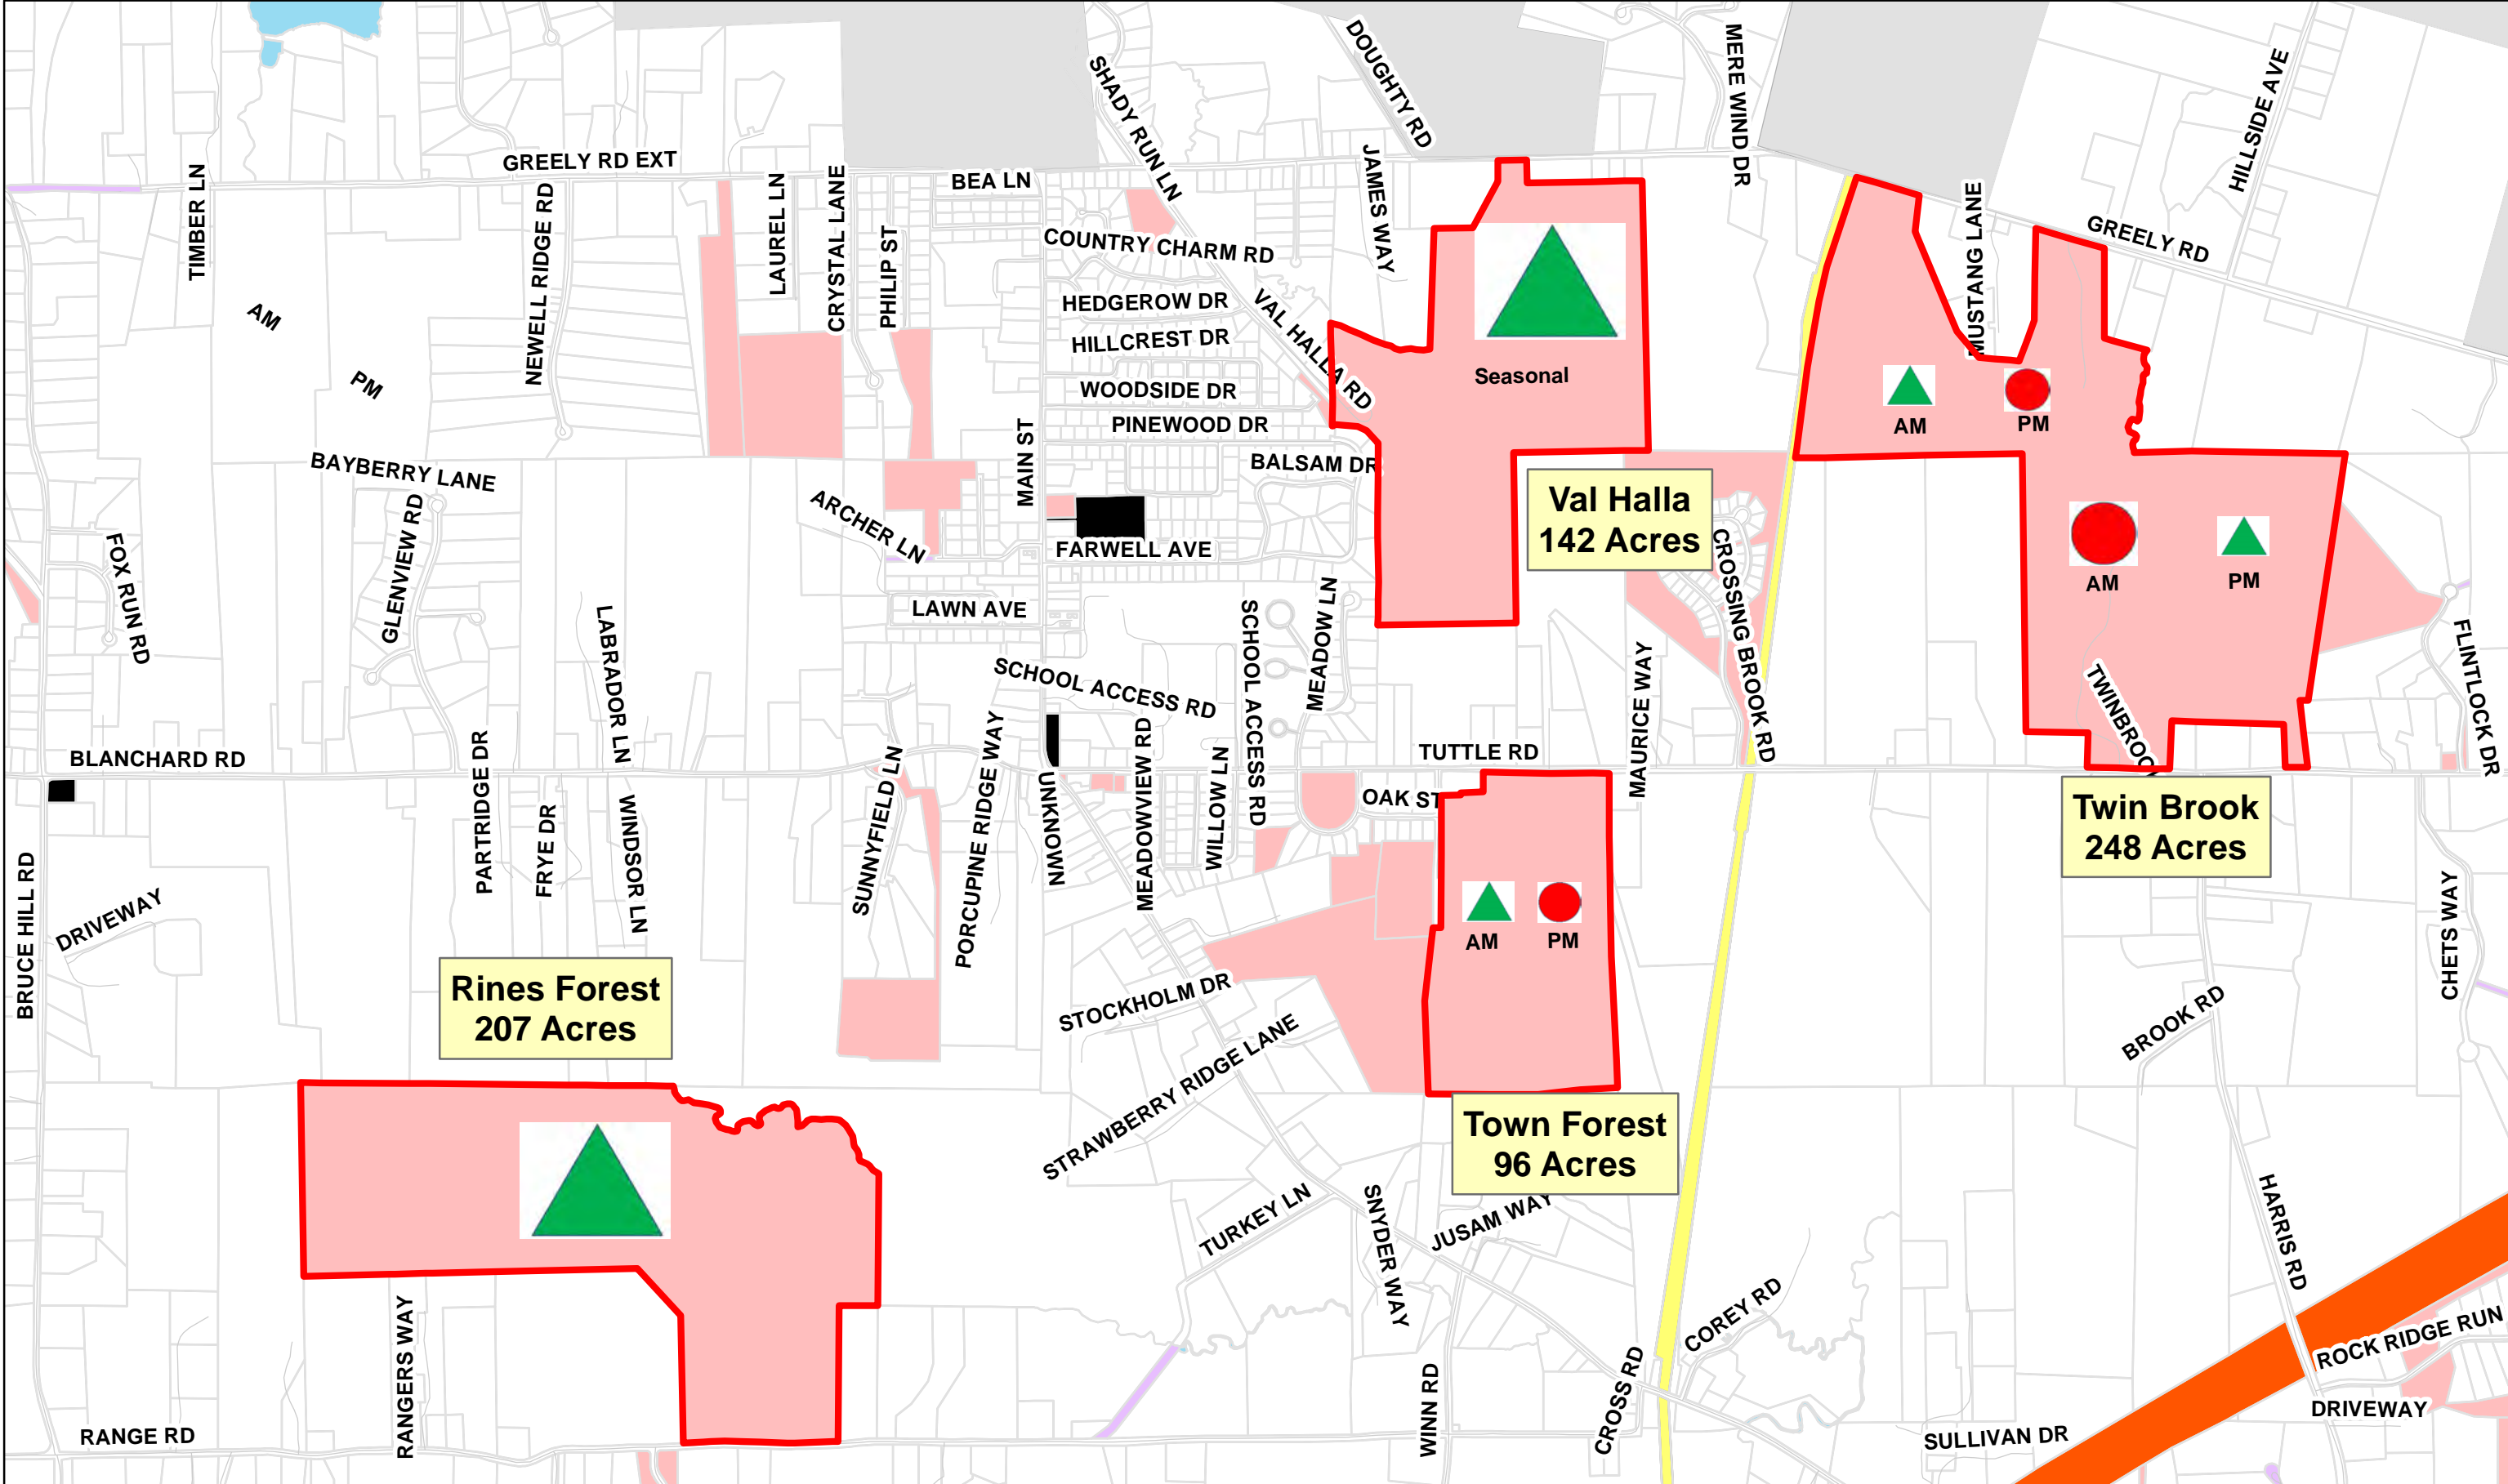 SHADY RUN LN
DOUGHTY RD
MERE WIND DR
HILLSIDE AVE
GREELY RD EXT
TIMBER LN
NEWELL RIDGE RD
LAUREL LN
CRYSTAL LANE
PHILIP ST
BEA LN
JAMES WAY
MUSTANG LANE
GREELY RD
COUNTRY CHARM RD
HEDGEROW DR
HILLCREST DR
VAL HALLA RD
WOODSIDE DR
PINEWOOD DR
BALSAM DR
Seasonal
AM
PM
AM
PM
BAYBERRY LANE
GLENVIEW RD
FOX RUN RD
MAIN ST
ARCHER LN
FARWELL AVE
LAWN AVE
Val Halla
142 Acres
CROSSING BROOK RD
AM
PM
LABRADOR LN
SCHOOL ACCESS RD
SCHOOL ACCESS RD
MEADOW LN
MAURICE WAY
TWINBROOK
FLINTLOCK DR
BLANCHARD RD
PARTRIDGE DR
FRYE DR
WINDSOR LN
SUNNYFIELD LN
PORCUPINE RIDGE WAY
UNKNOWN
MEADOWVIEW RD
WILLOW LN
TUTTLE RD
OAK ST
Twin Brook
248 Acres
BRUCE HILL RD
DRIVEWAY
AM
PM
CHETS WAY
Rines Forest
207 Acres
STOCKHOLM DR
STRAWBERRY RIDGE LANE
BROOK RD
Town Forest
96 Acres
TURKEY LN
SNYDER WAY
JUSAM WAY
HARRIS RD
RANGERS WAY
COREY RD
ROCK RIDGE RUN
RANGE RD
WINN RD
CROSS RD
SULLIVAN DR
DRIVEWAY